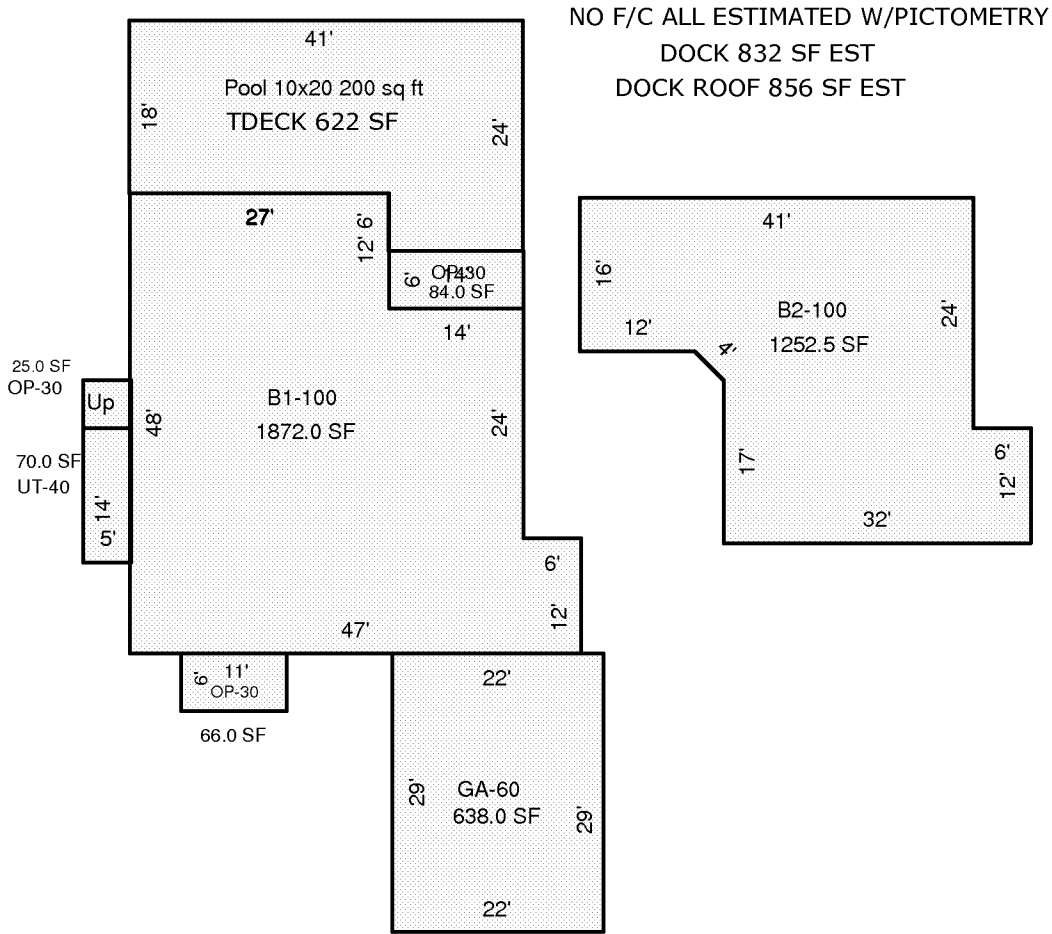 NO F/C ALL ESTIMATED W/PICTOMETRY
DOCK 832 SF EST
DOCK ROOF 856 SF EST
41'
Pool 10x20 200 sq ft
TDECK 622 SF
18'
24'
27'
6'
12'
6'
OP-30
14'
84.0 SF
14'
B1-100
1872.0 SF
48'
24'
25.0 SF
OP-30
Up
70.0 SF
UT-40
14'
5'
6'
12'
47'
11'
6'
OP-30
66.0 SF
22'
GA-60
638.0 SF
29'
29'
22'
41'
16'
B2-100
1252.5 SF
24'
12'
4'
17'
6'
12'
32'